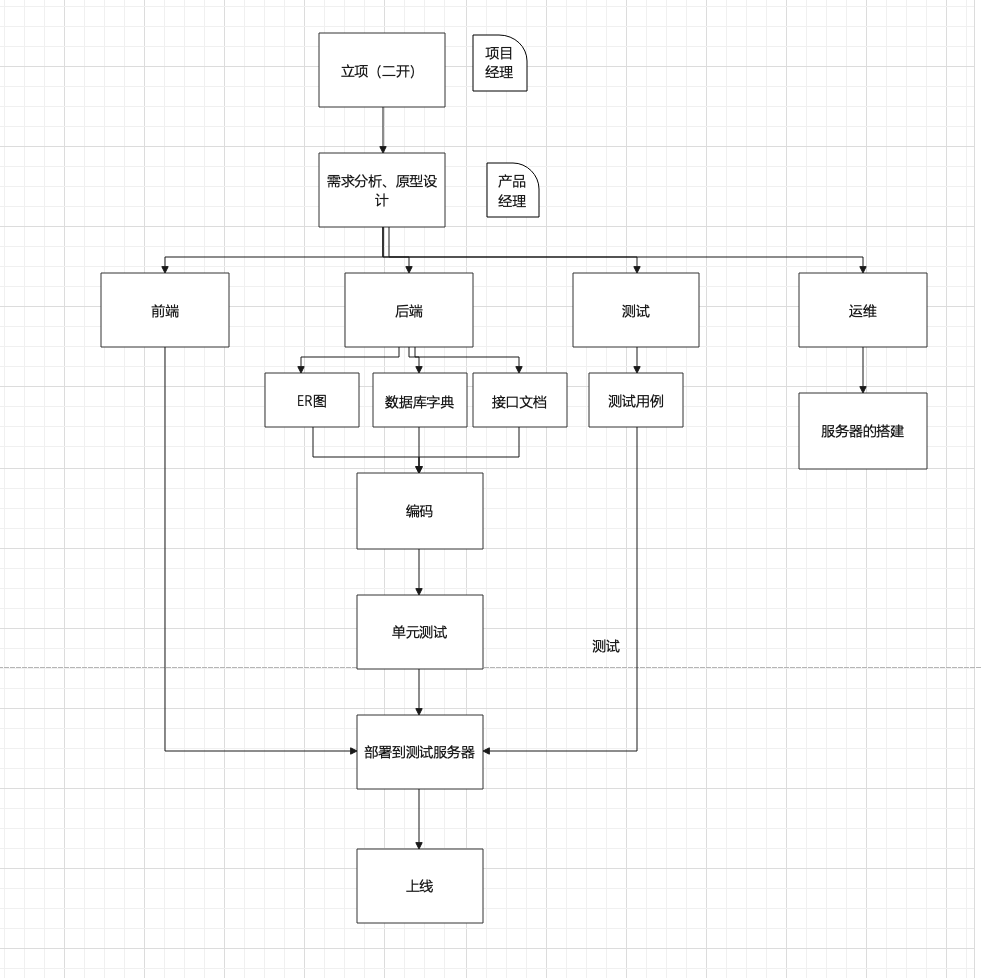 立项（二开）
项目
经理
需求分析、原型设
计
产品
经理
前端
后端
测试
运维
ER图
数据库字典
接口文档
测试用例
服务器的搭建
编码
单元测试
测试
部署到测试服务器
上线